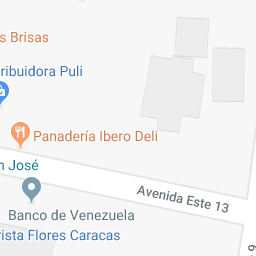 s Brisas
ribuidora Puli
Panadería Ibero Deli
n José
Avenida Este 13
Banco de Venezuela
rista Flores Caracas